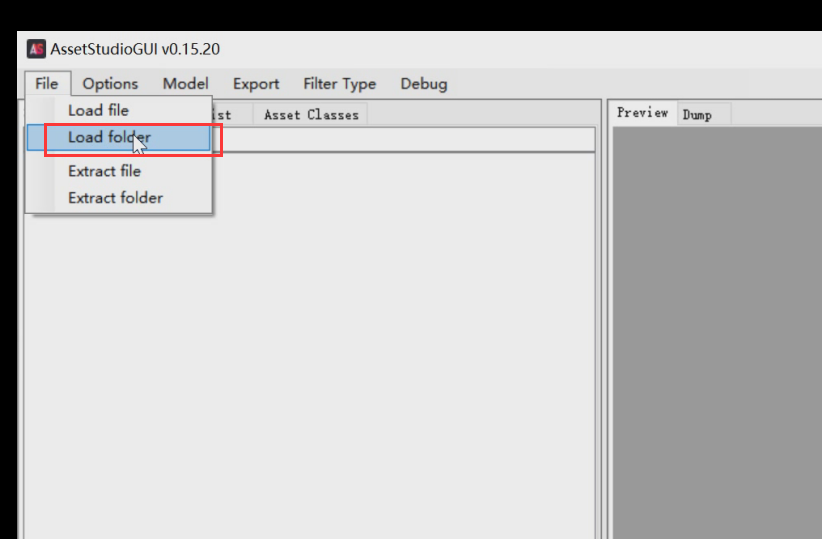 AS AssetStudioGUI v0.15.20
File Options Model Export Filter Type Debug
Load file
ist Asset Classes
Preview Dump
Load folder
Extract file
Extract folder